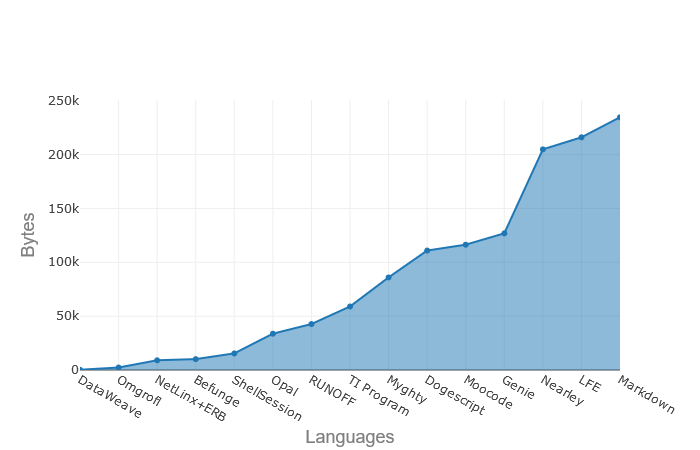 250k
200k
150k
100k
50k
0
Bytes
DataWeave
Omgrofl
NetLinx+ERB
Befunge
ShellSession
Opal
RUNOFF
TI Program
Myghty
Dogescript
Moocode
Genie
Nearley
LFE
Markdown
Languages